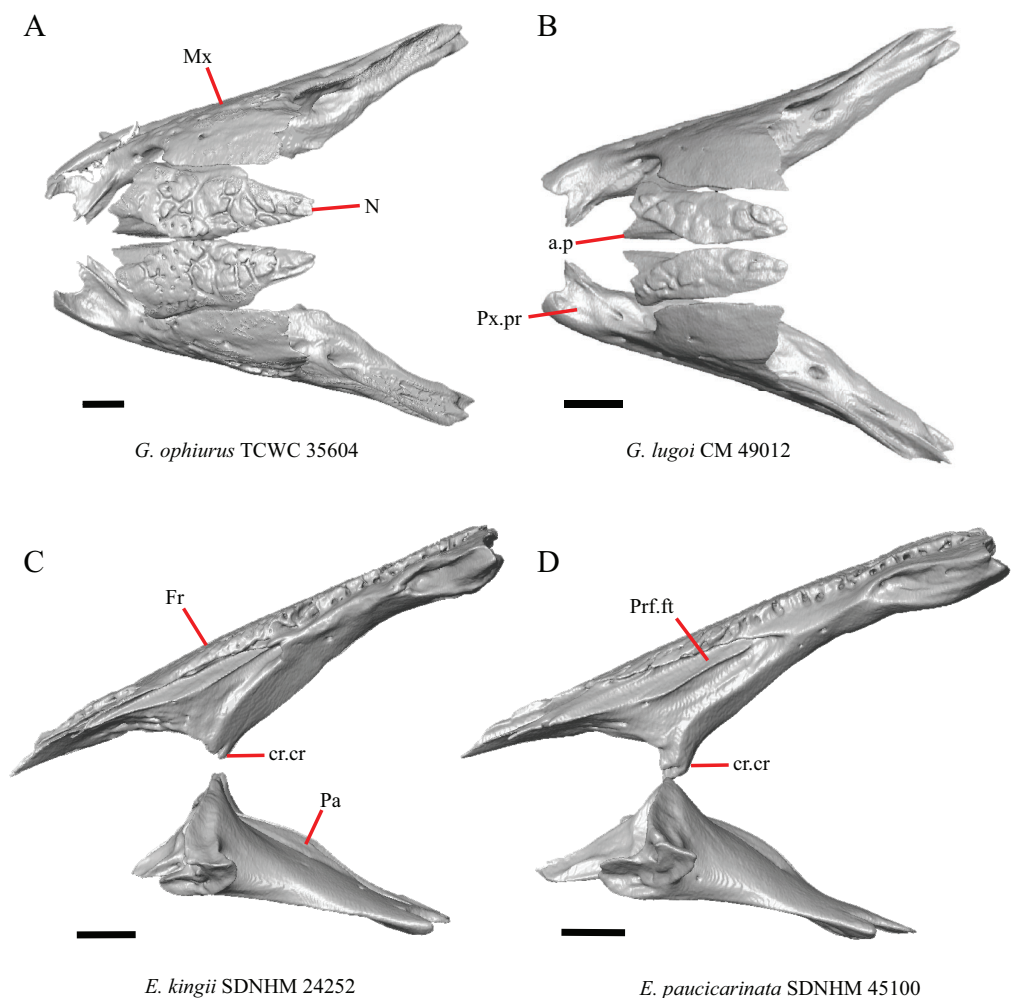 A
B
Mx
N
a.p
Px.pr
G. ophiurus TCWC 35604
G. lugoi CM 49012
C
D
Fr
Prf.ft
cr.cr
cr.cr
Pa
E. kingii SDNHM 24252
E. paucicarinata SDNHM 45100